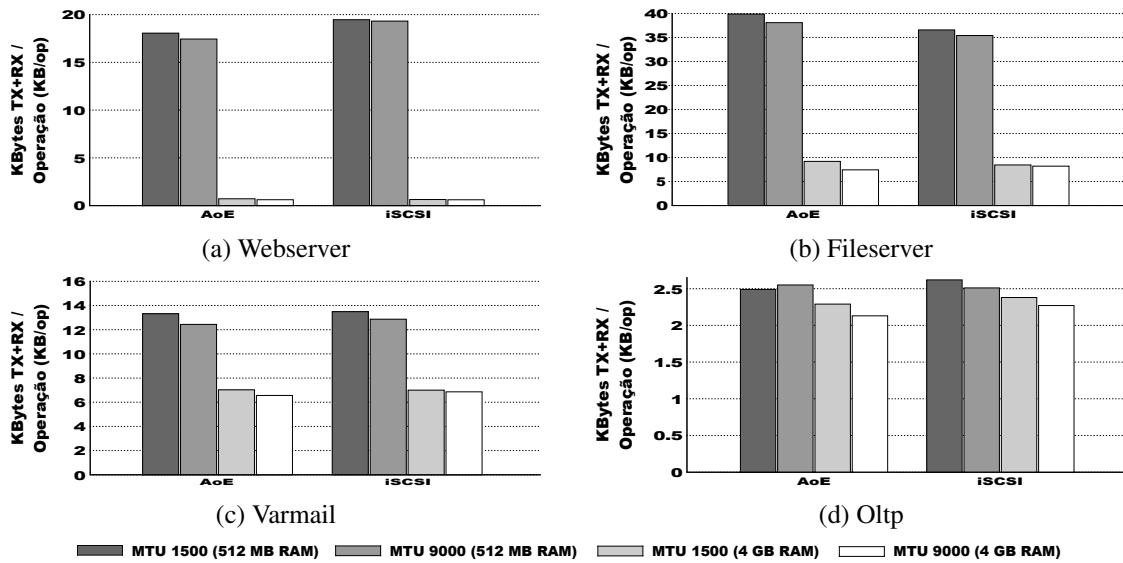 20
15
10
5
0
KBytes TX+RX /
Operação (KB/op)
AoE
iSCSI
(a) Webserver
40
35
30
25
20
15
10
5
0
KBytes TX+RX /
Operação (KB/op)
AoE
iSCSI
(b) Fileserver
16
14
12
10
8
6
4
2
0
KBytes TX+RX /
Operação (KB/op)
AoE
iSCSI
(c) Varmail
2.5
2
1.5
1
0.5
0
KBytes TX+RX /
Operação (KB/op)
AoE
iSCSI
(d) Oltp
MTU 1500 (512 MB RAM)
MTU 9000 (512 MB RAM)
MTU 1500 (4 GB RAM)
MTU 9000 (4 GB RAM)